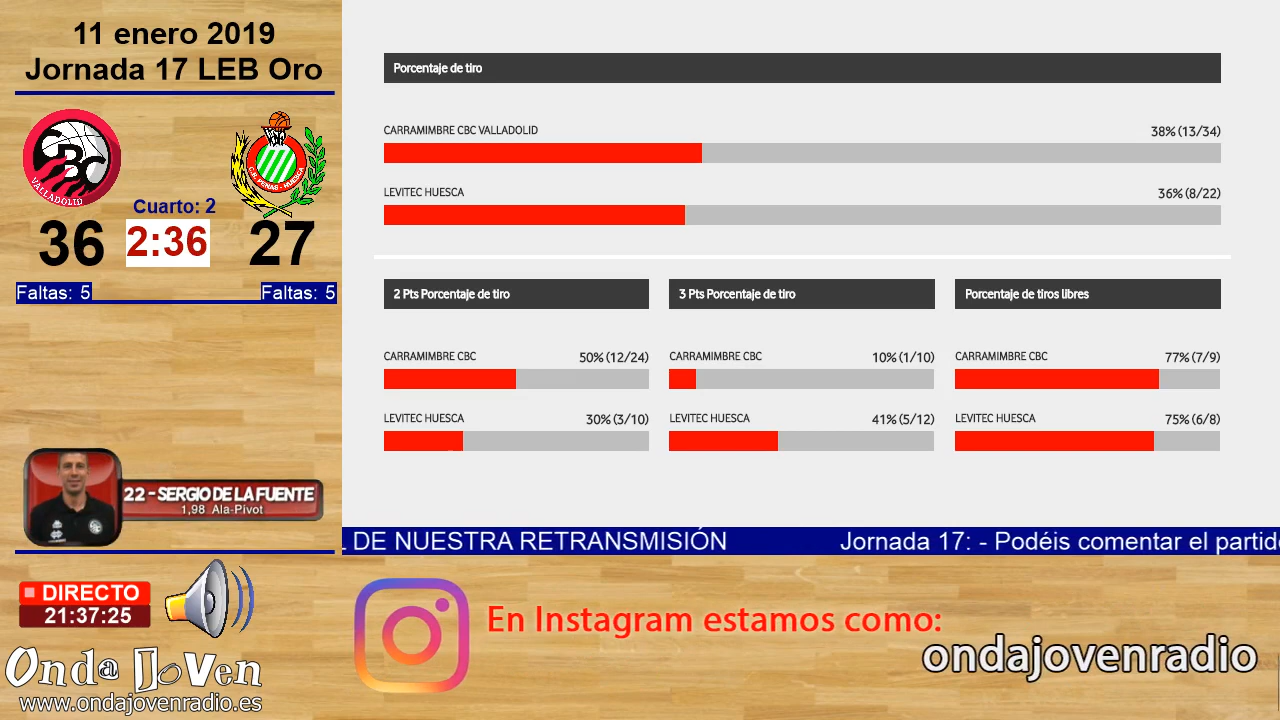 11 enero 2019
Jornada 17 LEB Oro
CBC
VALLADOLID
C.B. PEÑAS - HUESCA
Cuarto: 2
36
2:36
27
Faltas: 5
Faltas: 5
22 - SERGIO DE LA FUENTE
1,98 Ala-Pívot
DIRECTO
21:37:25
Onda Joven
www.ondajovenradio.es
Porcentaje de tiro
CARRAMIMBRE CBC VALLADOLID 38% (13/34)
LEVITEC HUESCA 36% (8/22)
2 Pts Porcentaje de tiro
CARRAMIMBRE CBC 50% (12/24)
LEVITEC HUESCA 30% (3/10)
3 Pts Porcentaje de tiro
CARRAMIMBRE CBC 10% (1/10)
LEVITEC HUESCA 41% (5/12)
Porcentaje de tiros libres
CARRAMIMBRE CBC 77% (7/9)
LEVITEC HUESCA 75% (6/8)
DE NUESTRA RETRANSMISIÓN Jornada 17: - Podéis comentar el partido
En Instagram estamos como:
ondajovenradio